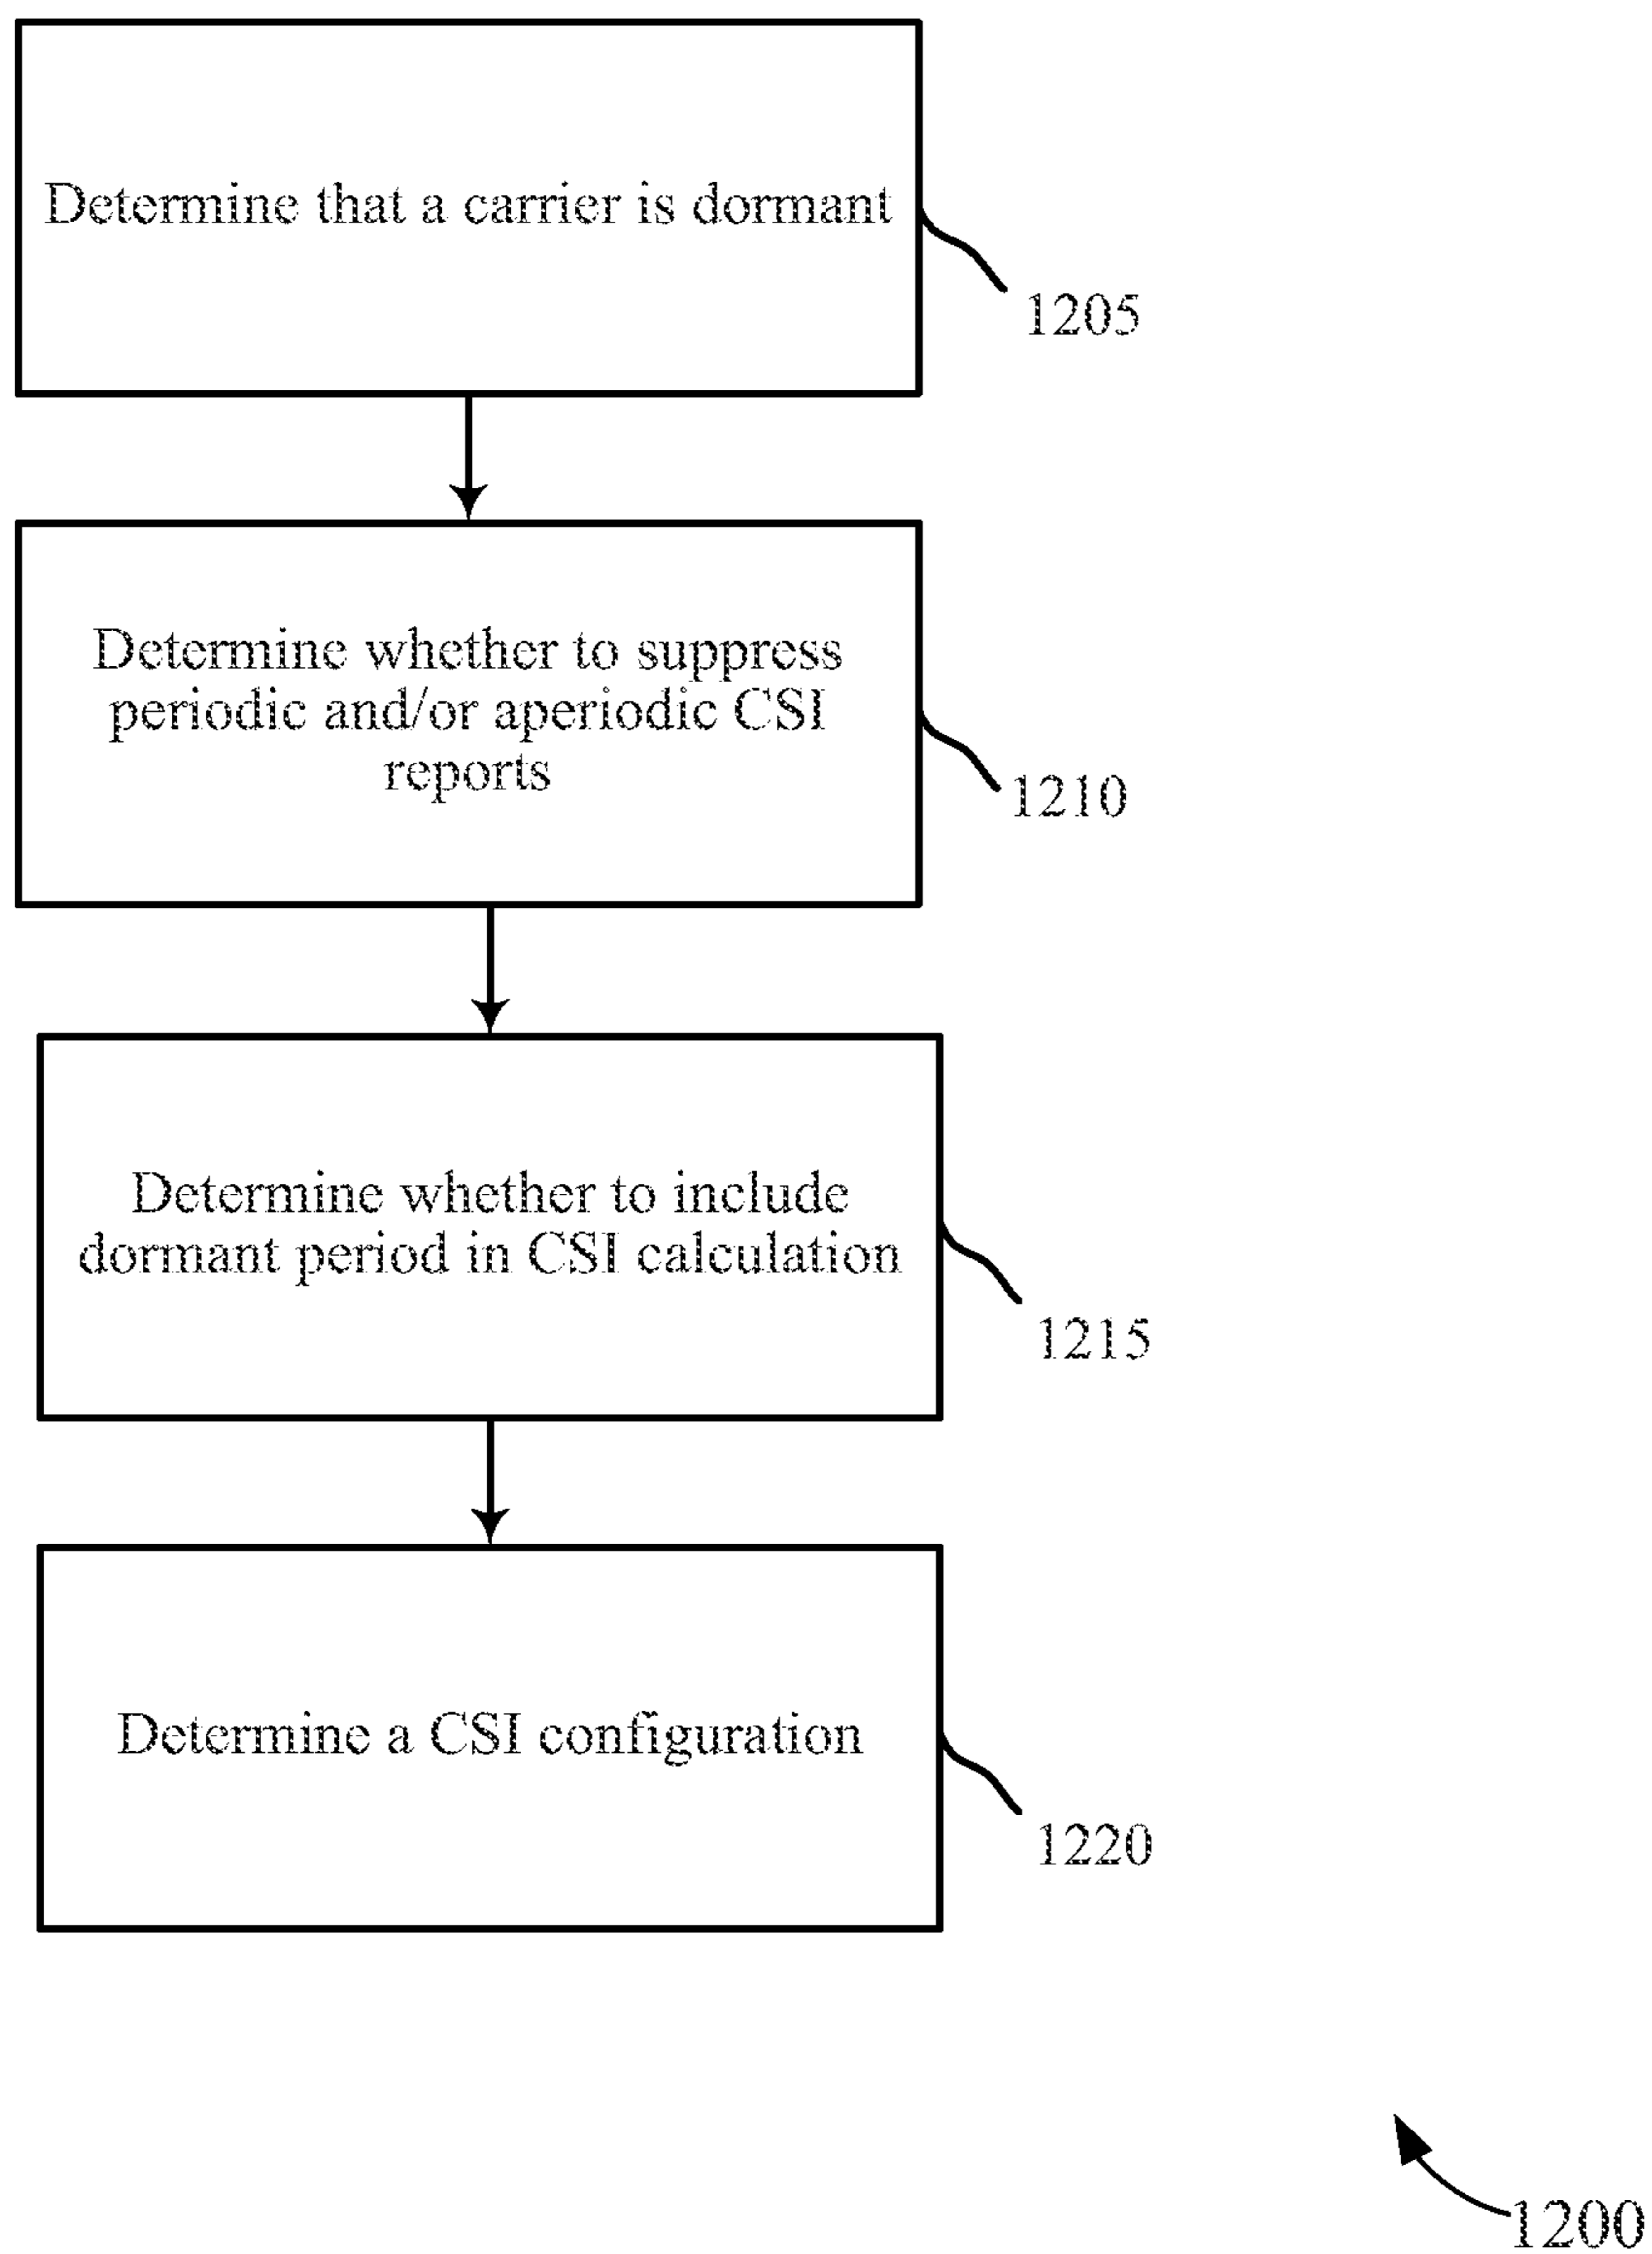 Determine that a carrier is dormant
1205
Determine whether to suppress
periodic and/or aperiodic CSI
reports
1210
Determine whether to include
dormant period in CSI calculation
1215
Determine a CSI configuration
1220
1200